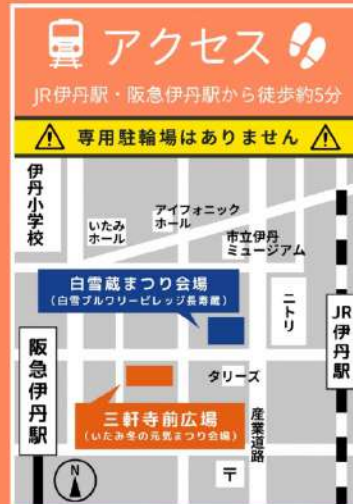 アクセス
JR伊丹駅・阪急伊丹駅から徒歩約5分
専用駐輪場はありません
伊丹小学校
いたみ
ホール
アイフォニック
ホール
市立伊丹
ミュージアム
白雪蔵まつり会場
(白雪ブルワリービレッジ長寿蔵)
ニトリ
JR伊丹駅
阪急伊丹駅
タリーズ
三軒寺前広場
(いたみ冬の元気まつり会場)
産業道路
〒
N